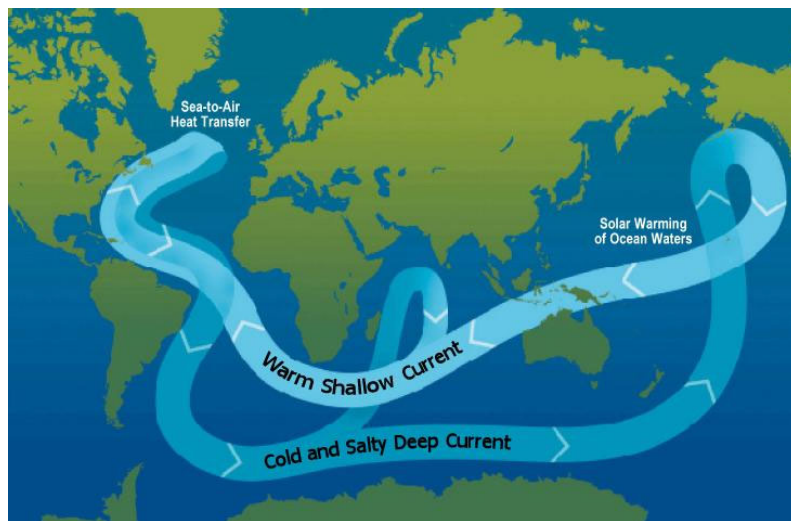 Sea-to-Air
Heat Transfer
Solar Warming
of Ocean Waters
Warm Shallow Current
Cold and Salty Deep Current